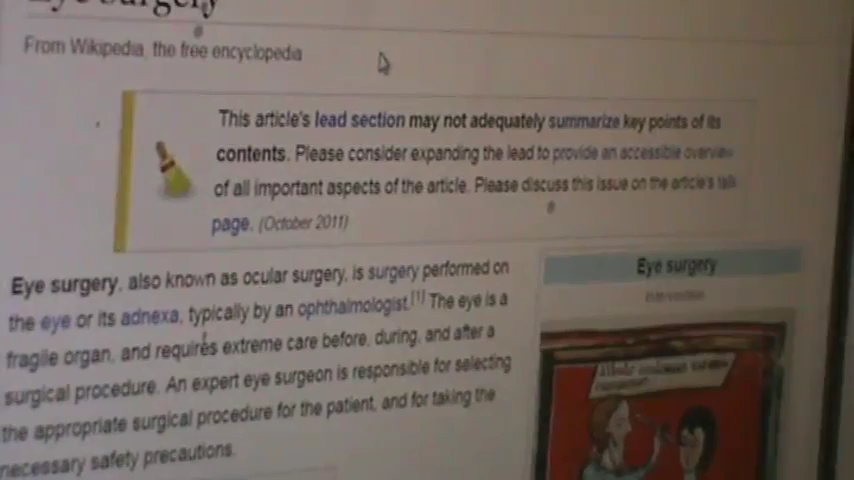 Eye surgery
From Wikipedia, the free encyclopedia
This article's lead section may not adequately summarize key points of its
contents. Please consider expanding the lead to provide an accessible overview
of all important aspects of the article. Please discuss this issue on the article's talk
page. (October 2011)
Eye surgery, also known as ocular surgery, is surgery performed on
the eye or its adnexa, typically by an ophthalmologist.[1] The eye is a
fragile organ, and requires extreme care before, during, and after a
surgical procedure. An expert eye surgeon is responsible for selecting
the appropriate surgical procedure for the patient, and for taking the
necessary safety precautions.
Eye surgery